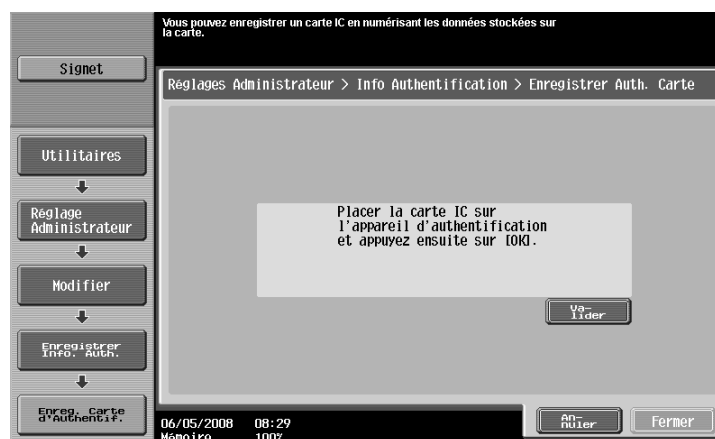 Vous pouvez enregistrer un carte IC en numérisant les données stockées sur
la carte.
Signet
Réglages Administrateur > Info Authentification > Enregistrer Auth. Carte
Utilitaires
Réglage
Administrateur
Modifier
Enregistrer
Info. Auth.
Enreg. Carte
d'Authentif.
Placer la carte IC sur
l'appareil d'authentification
et appuyez ensuite sur [OK].
Va-
lider
06/05/2008 08:29
Mémoire 100%
An-
nuler
Fermer